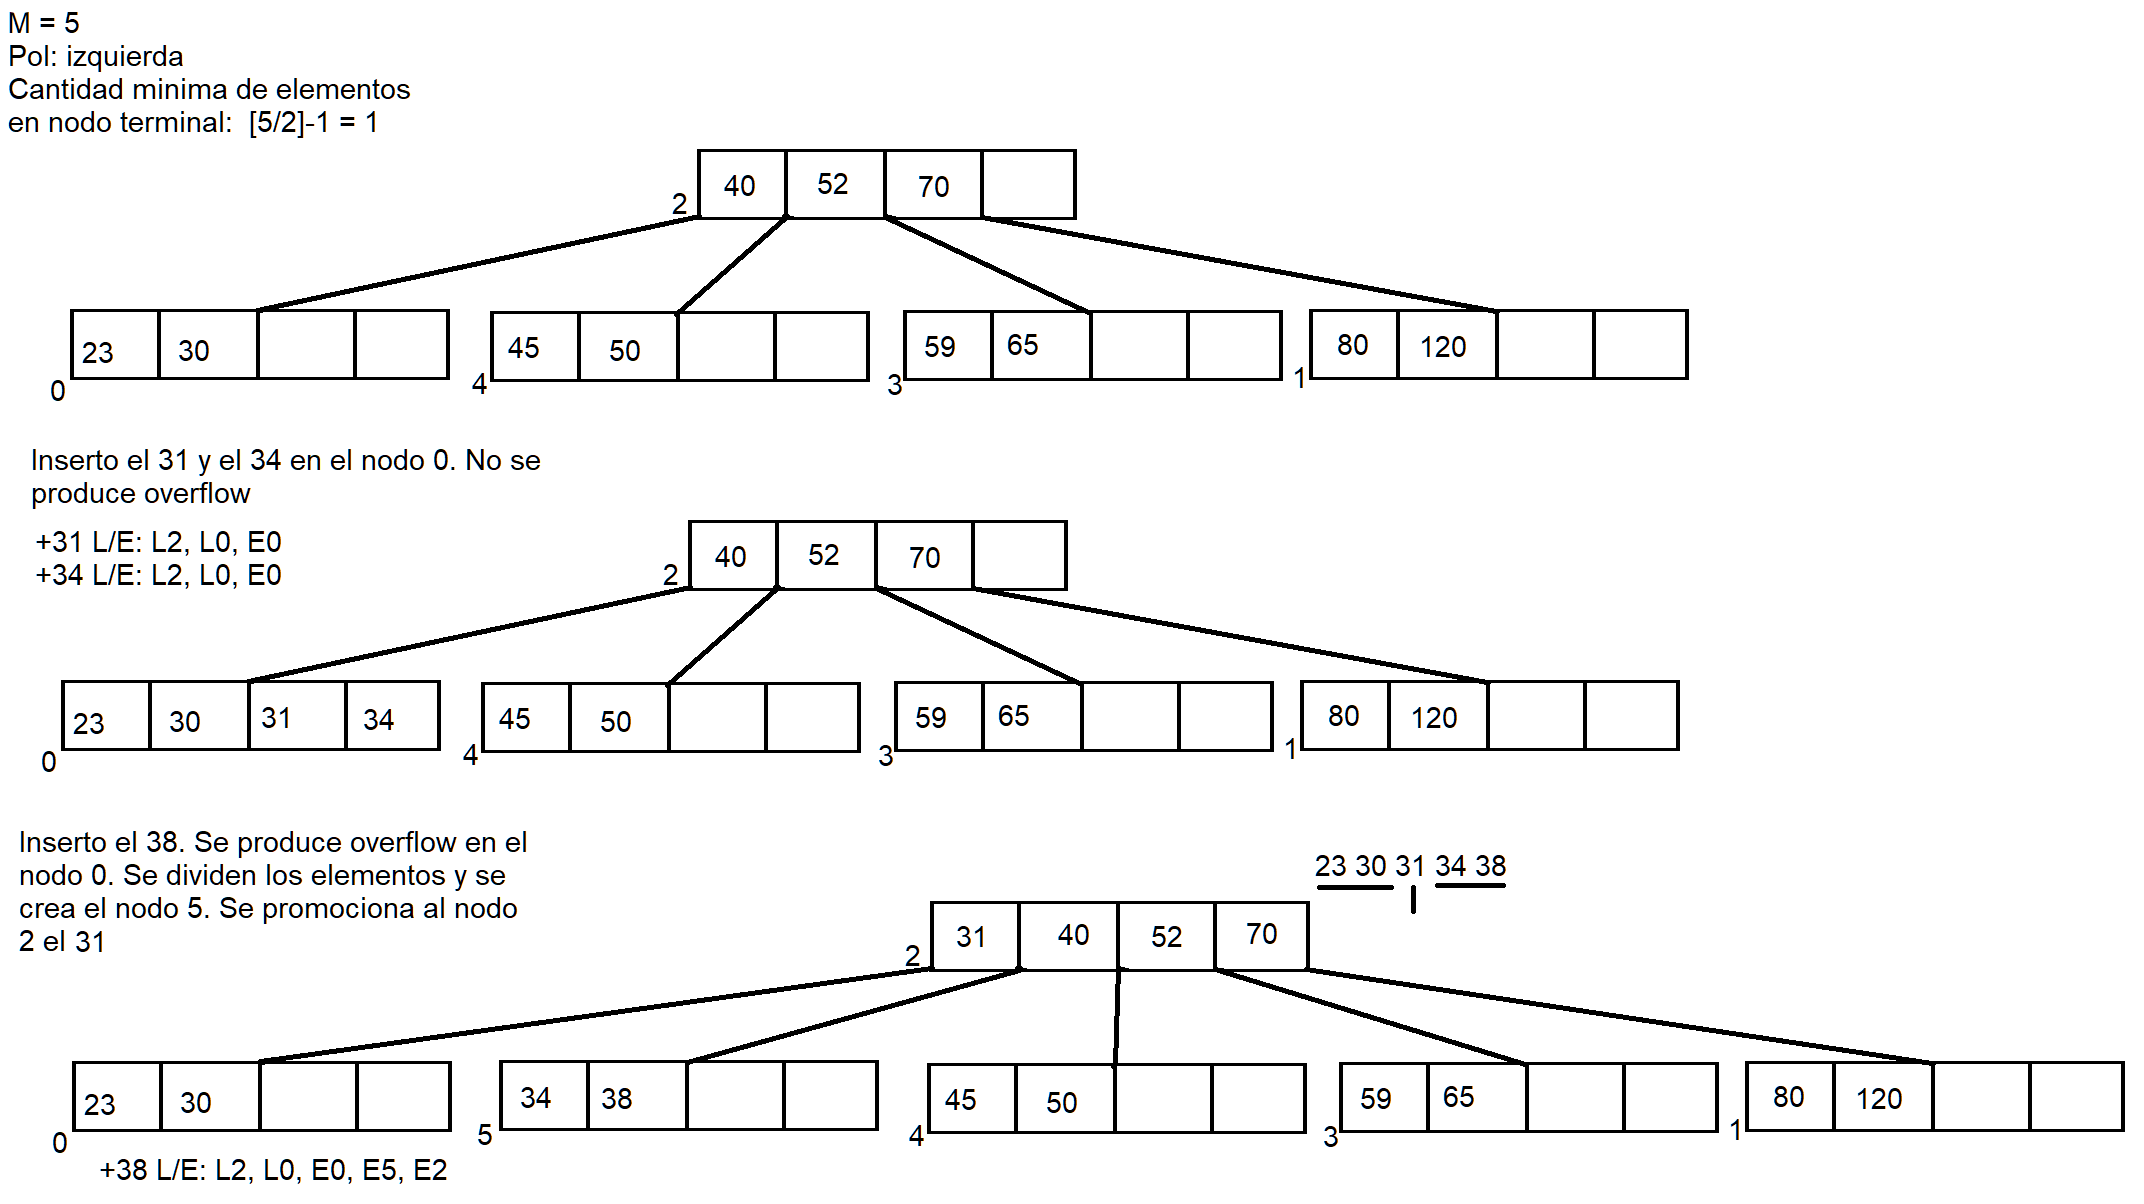 M = 5
Pol: izquierda
Cantidad minima de elementos
en nodo terminal:  [5/2]-1 = 1
2 40 52 70
0 23 30
4 45 50
3 59 65
1 80 120
Inserto el 31 y el 34 en el nodo 0. No se
produce overflow
+31 L/E: L2, L0, E0
+34 L/E: L2, L0, E0
2 40 52 70
0 23 30 31 34
4 45 50
3 59 65
1 80 120
Inserto el 38. Se produce overflow en el
nodo 0. Se dividen los elementos y se
crea el nodo 5. Se promociona al nodo
2 el 31
23 30 31 34 38
2 31 40 52 70
0 23 30
5 34 38
4 45 50
3 59 65
1 80 120
+38 L/E: L2, L0, E0, E5, E2